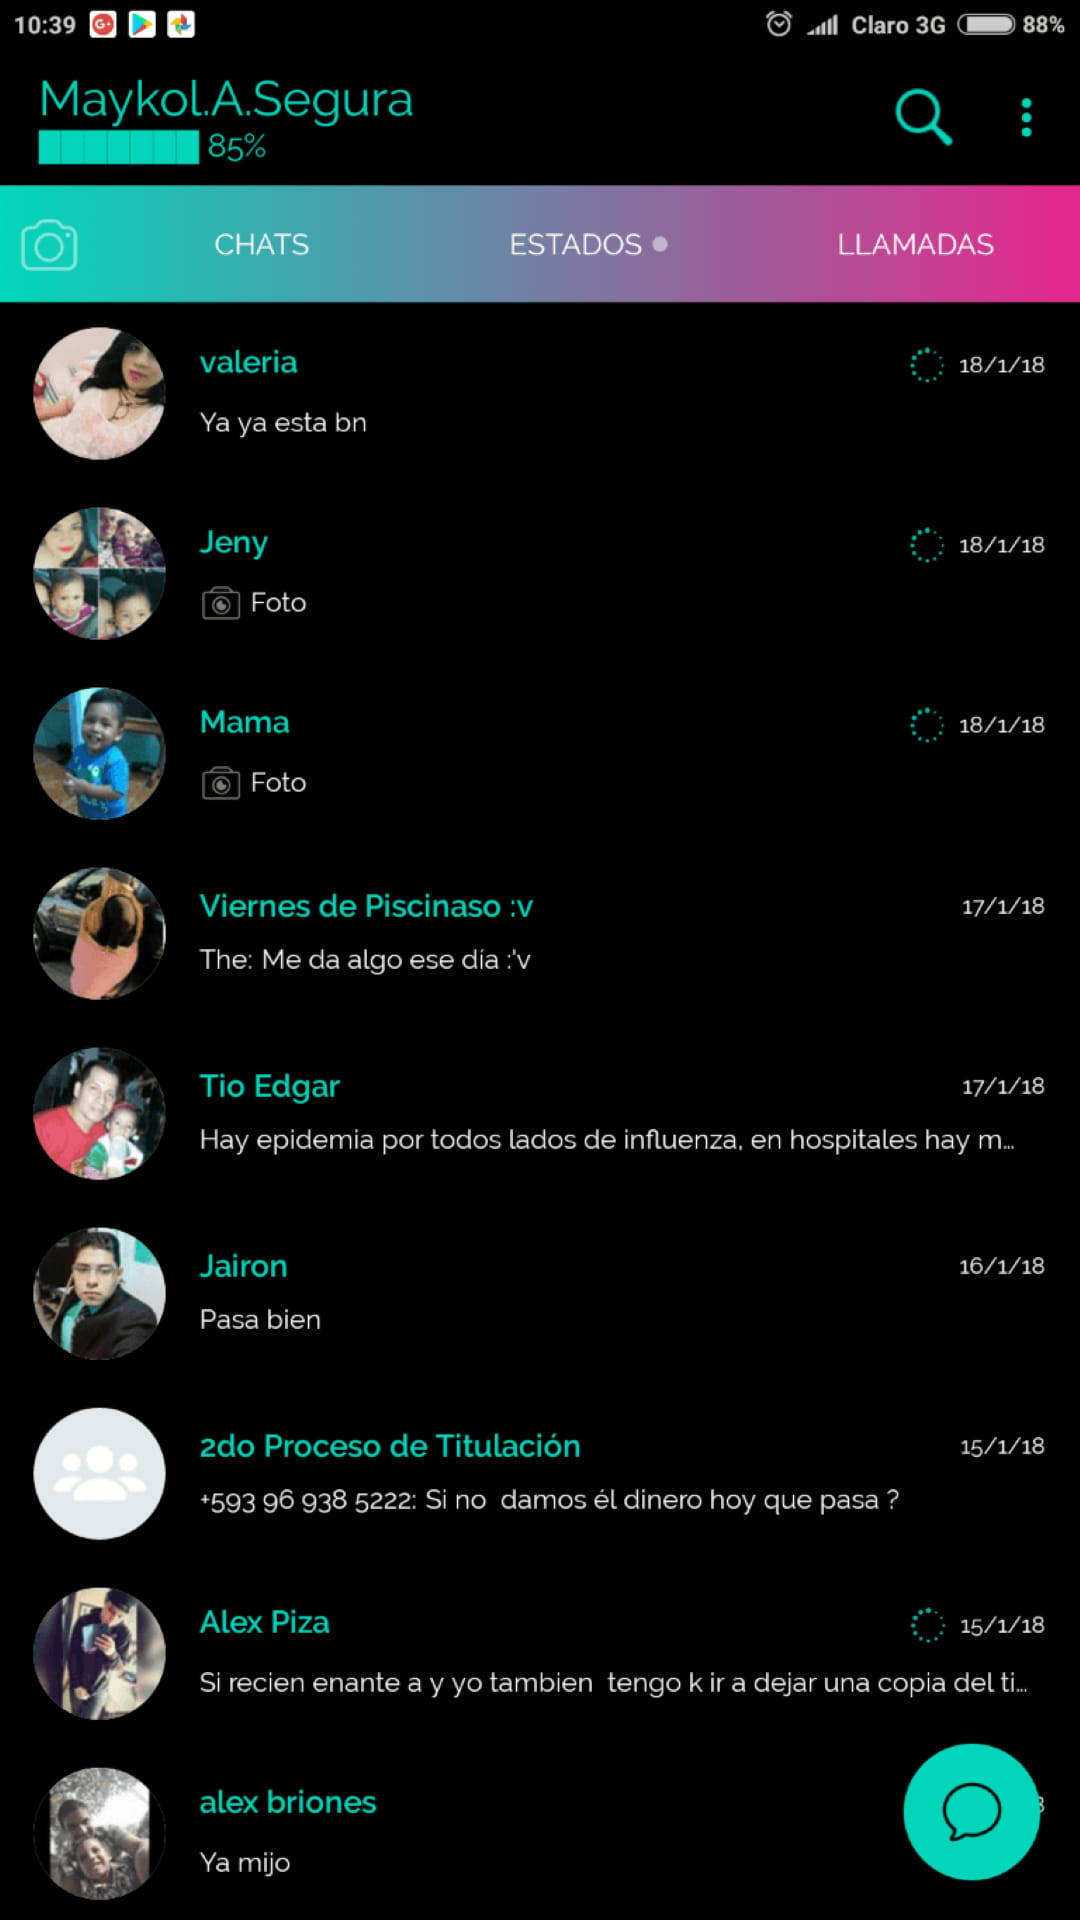 10:39 Claro 3G 88%
Maykol.A.Segura
85%
CHATS ESTADOS LLAMADAS
valeria 18/1/18
Ya ya esta bn
Jeny 18/1/18
Foto
Mama 18/1/18
Foto
Viernes de Piscinaso :v 17/1/18
The: Me da algo ese día :'v
Tio Edgar 17/1/18
Hay epidemia por todos lados de influenza, en hospitales hay m...
Jairon 16/1/18
Pasa bien
2do Proceso de Titulación 15/1/18
+593 96 938 5222: Si no  damos él dinero hoy que pasa ?
Alex Piza 15/1/18
Si recien enante a y yo tambien  tengo k ir a dejar una copia del ti...
alex briones
Ya mijo